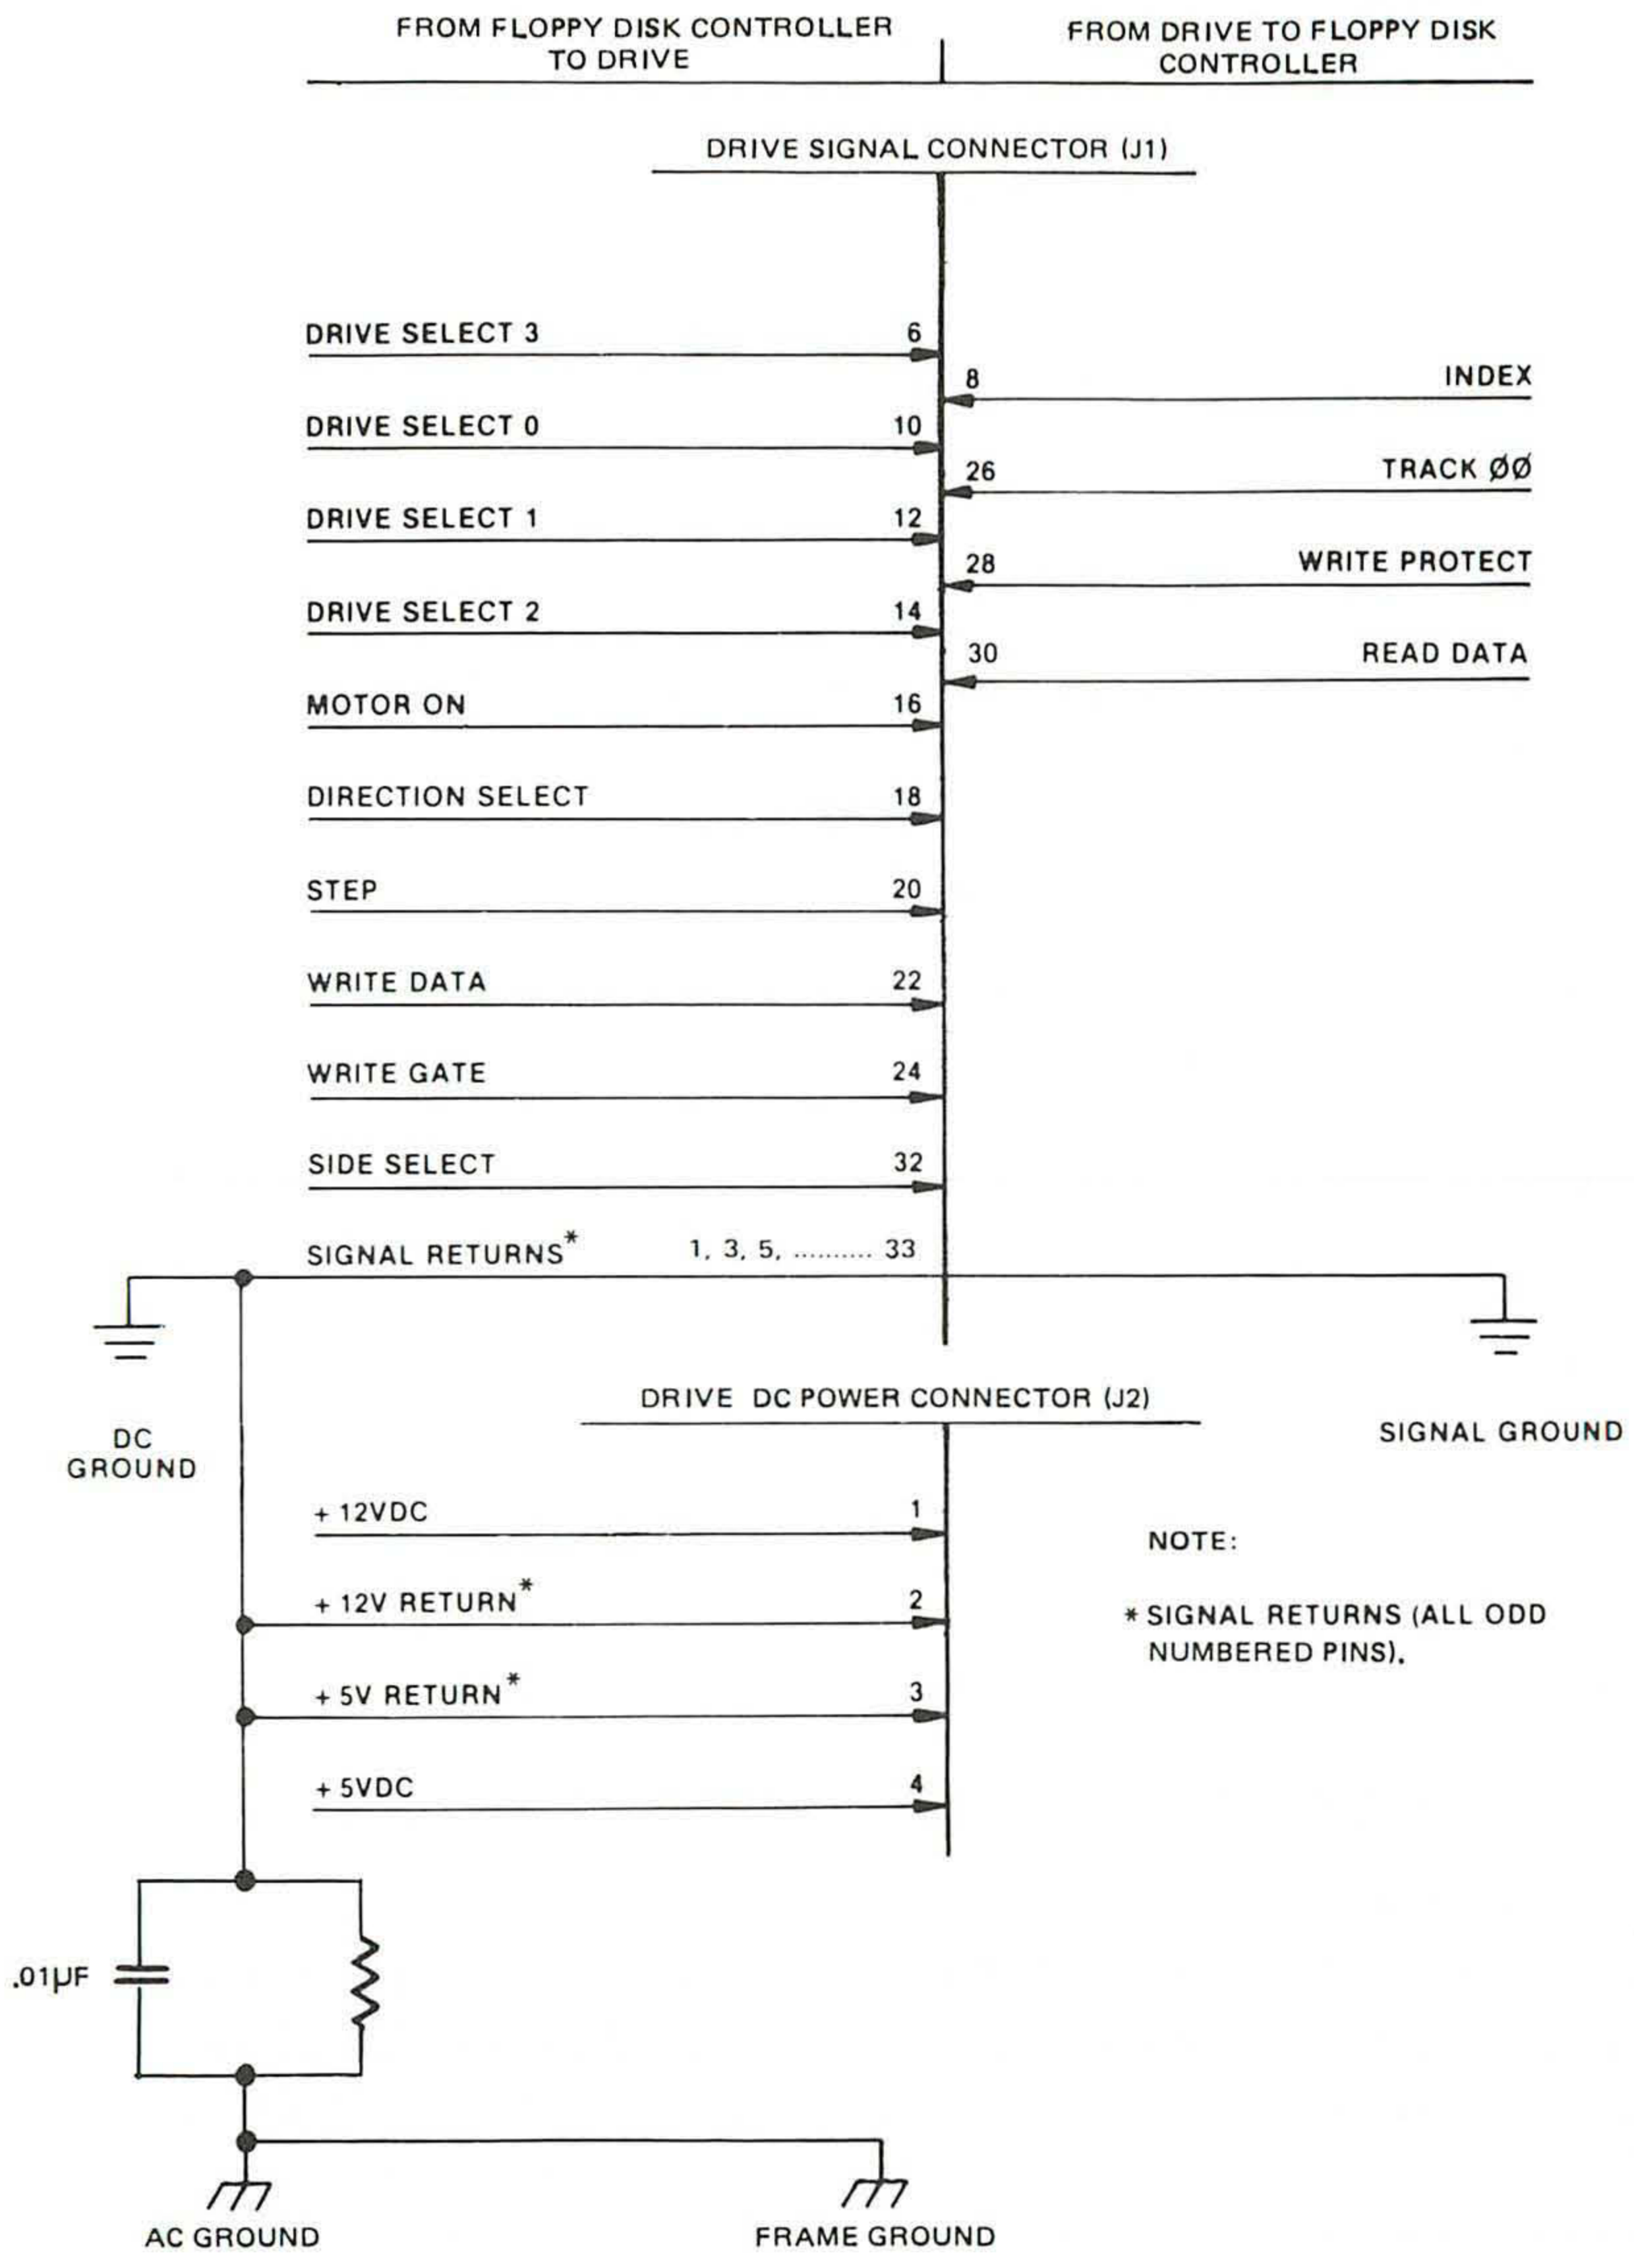 FROM FLOPPY DISK CONTROLLER
TO DRIVE
FROM DRIVE TO FLOPPY DISK
CONTROLLER
DRIVE SIGNAL CONNECTOR (J1)
DRIVE SELECT 3 6
8 INDEX
DRIVE SELECT 0 10
26 TRACK ØØ
DRIVE SELECT 1 12
28 WRITE PROTECT
DRIVE SELECT 2 14
30 READ DATA
MOTOR ON 16
DIRECTION SELECT 18
STEP 20
WRITE DATA 22
WRITE GATE 24
SIDE SELECT 32
SIGNAL RETURNS* 1, 3, 5, .......... 33
DRIVE DC POWER CONNECTOR (J2)
DC
GROUND
SIGNAL GROUND
+ 12VDC 1
+ 12V RETURN* 2
+ 5V RETURN* 3
+ 5VDC 4
NOTE:
* SIGNAL RETURNS (ALL ODD
NUMBERED PINS).
.01µF
AC GROUND
FRAME GROUND